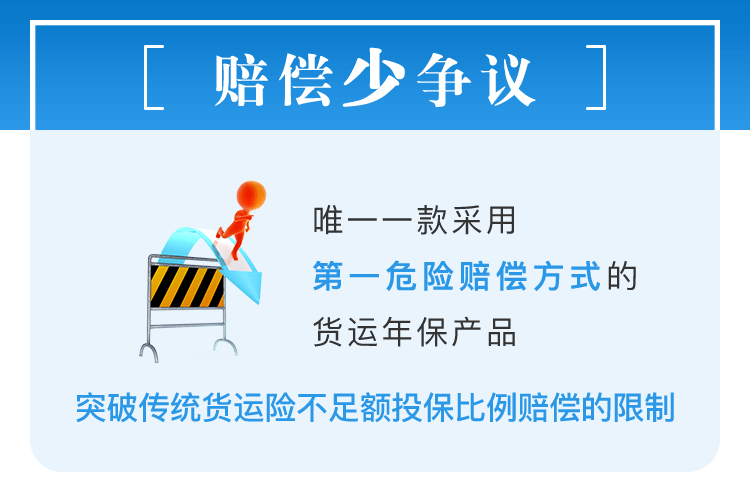 赔偿少争议
唯一一款采用
第一危险赔偿方式的
货运年保产品
突破传统货运险不足额投保比例赔偿的限制